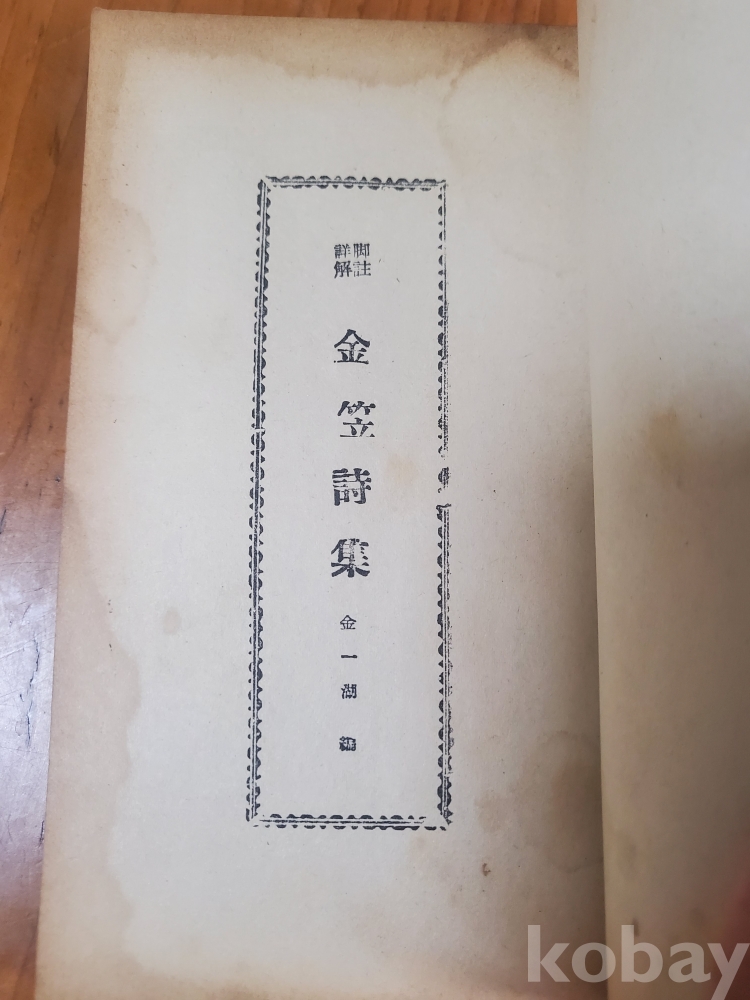 脚註
詳解
金笠詩集
金一湖 編
kobay